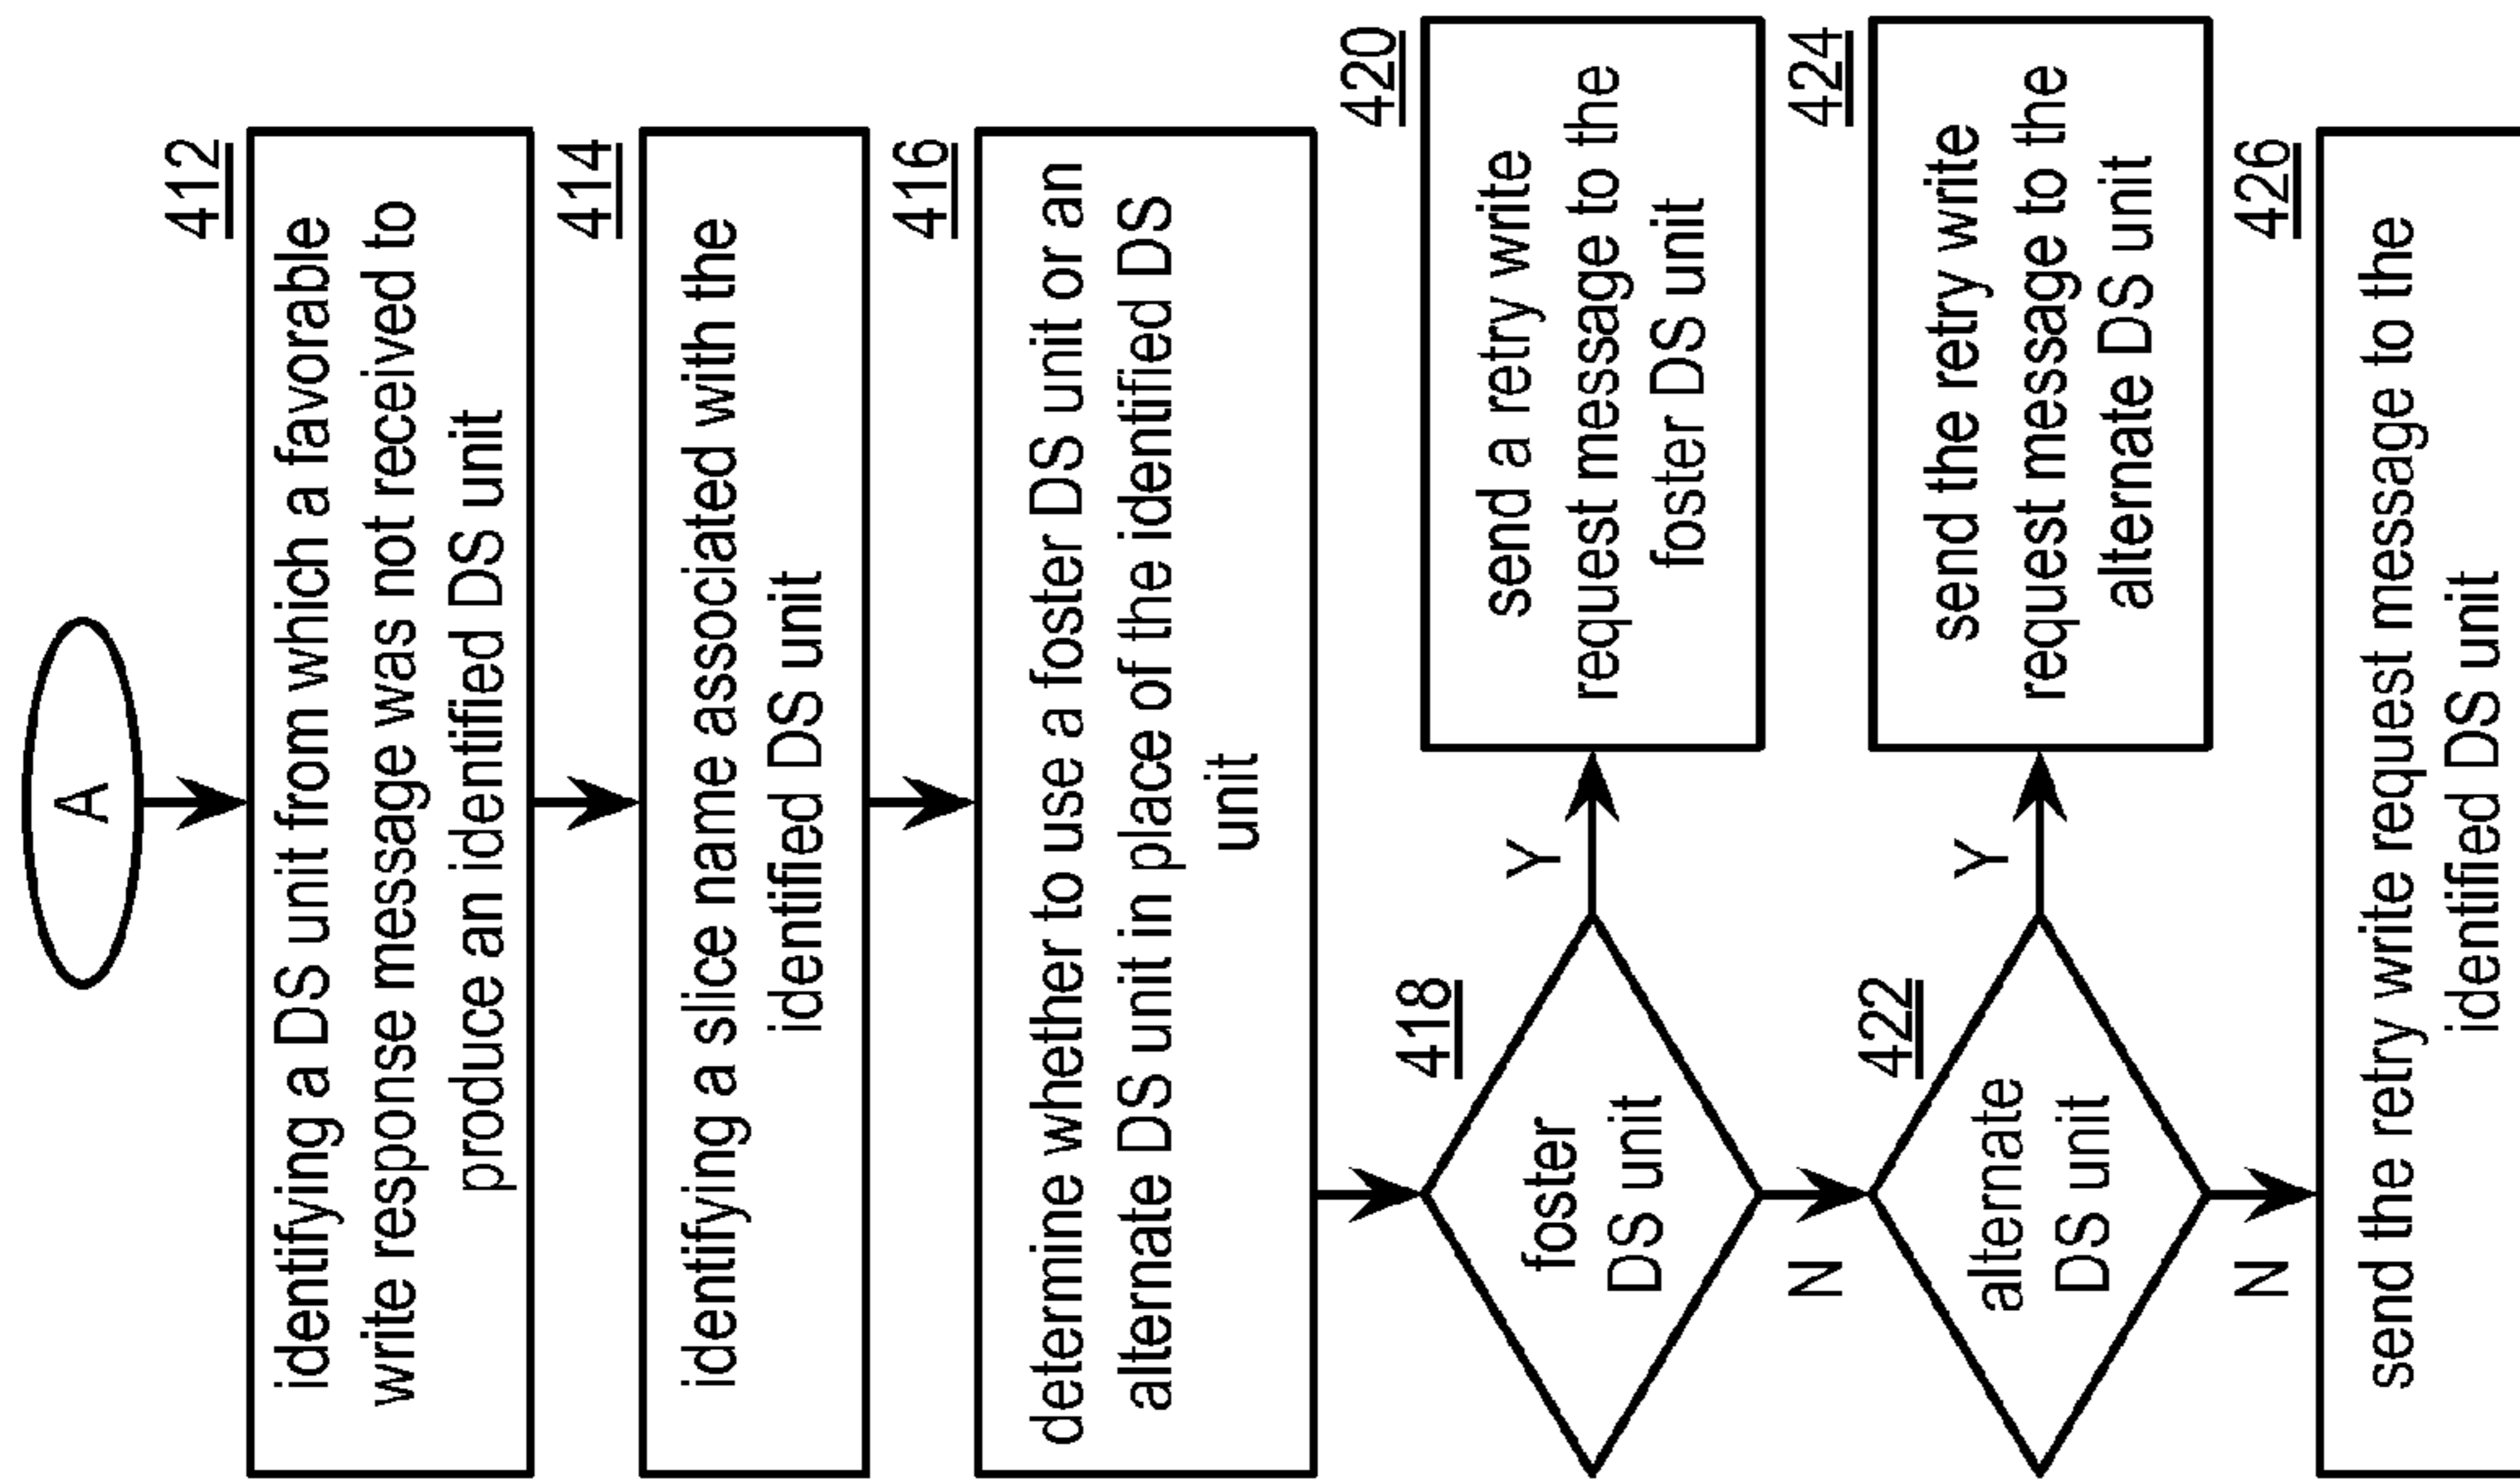 A
412
identifying a DS unit from which a favorable
write response message was not received to
produce an identified DS unit
414
identifying a slice name associated with the
identified DS unit
416
determine whether to use a foster DS unit or an
alternate DS unit in place of the identified DS
unit
418
foster
DS unit
Y
420
send a retry write
request message to the
foster DS unit
N
422
alternate
DS unit
Y
424
send the retry write
request message to the
alternate DS unit
N
426
send the retry write request message to the
identified DS unit